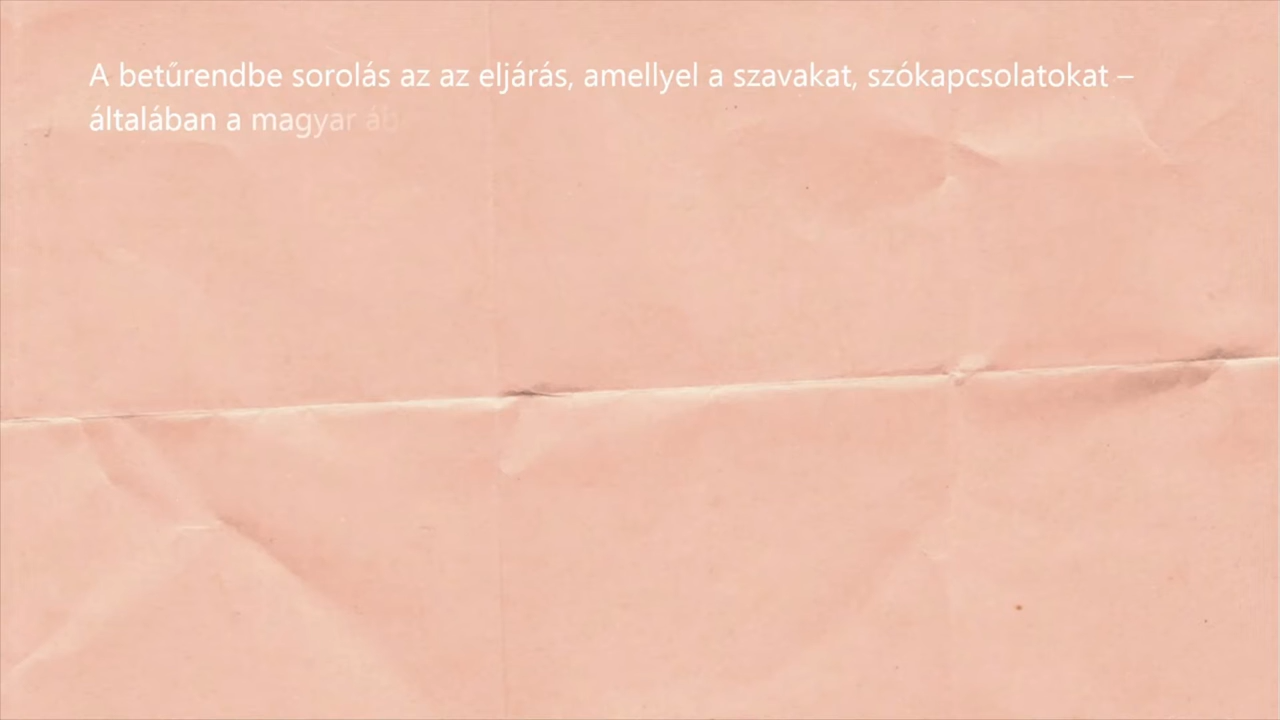 A betűrendbe sorolás az az eljárás, amellyel a szavakat, szókapcsolatokat –
általában a magyar